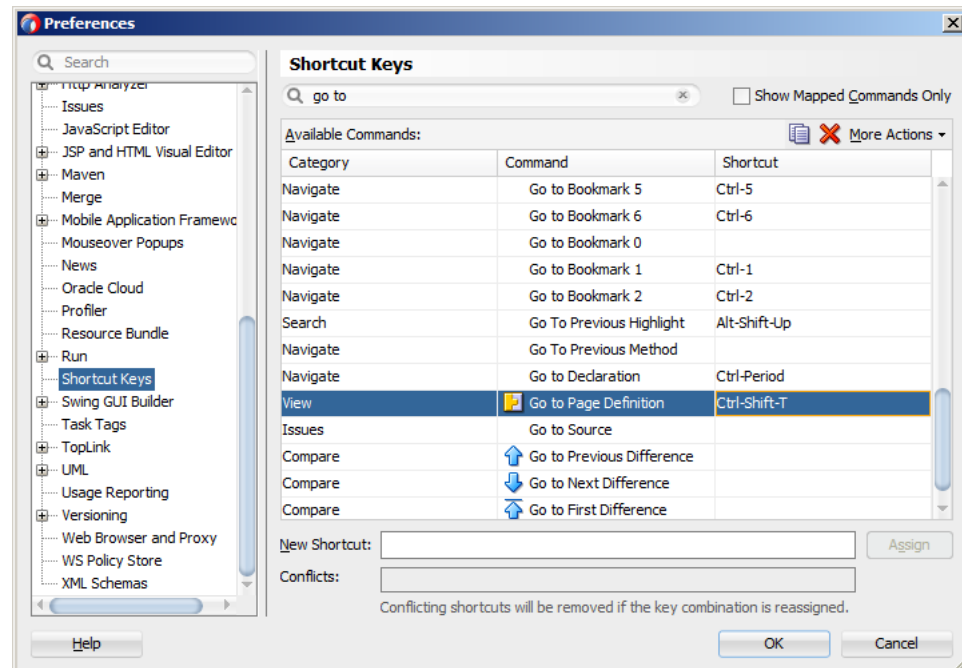 Preferences
Search
Http Analyzer
Issues
JavaScript Editor
JSP and HTML Visual Editor
Maven
Merge
Mobile Application Framewo
Mouseover Popups
News
Oracle Cloud
Profiler
Resource Bundle
Run
Shortcut Keys
Swing GUI Builder
Task Tags
TopLink
UML
Usage Reporting
Versioning
Web Browser and Proxy
WS Policy Store
XML Schemas
Shortcut Keys
go to
Show Mapped Commands Only
Available Commands:
More Actions
Category Command Shortcut
Navigate Go to Bookmark 5 Ctrl-5
Navigate Go to Bookmark 6 Ctrl-6
Navigate Go to Bookmark 0
Navigate Go to Bookmark 1 Ctrl-1
Navigate Go to Bookmark 2 Ctrl-2
Search Go To Previous Highlight Alt-Shift-Up
Navigate Go To Previous Method
Navigate Go to Declaration Ctrl-Period
View Go to Page Definition Ctrl-Shift-T
Issues Go to Source
Compare Go to Previous Difference
Compare Go to Next Difference
Compare Go to First Difference
New Shortcut:
Assign
Conflicts:
Conflicting shortcuts will be removed if the key combination is reassigned.
Help
OK
Cancel